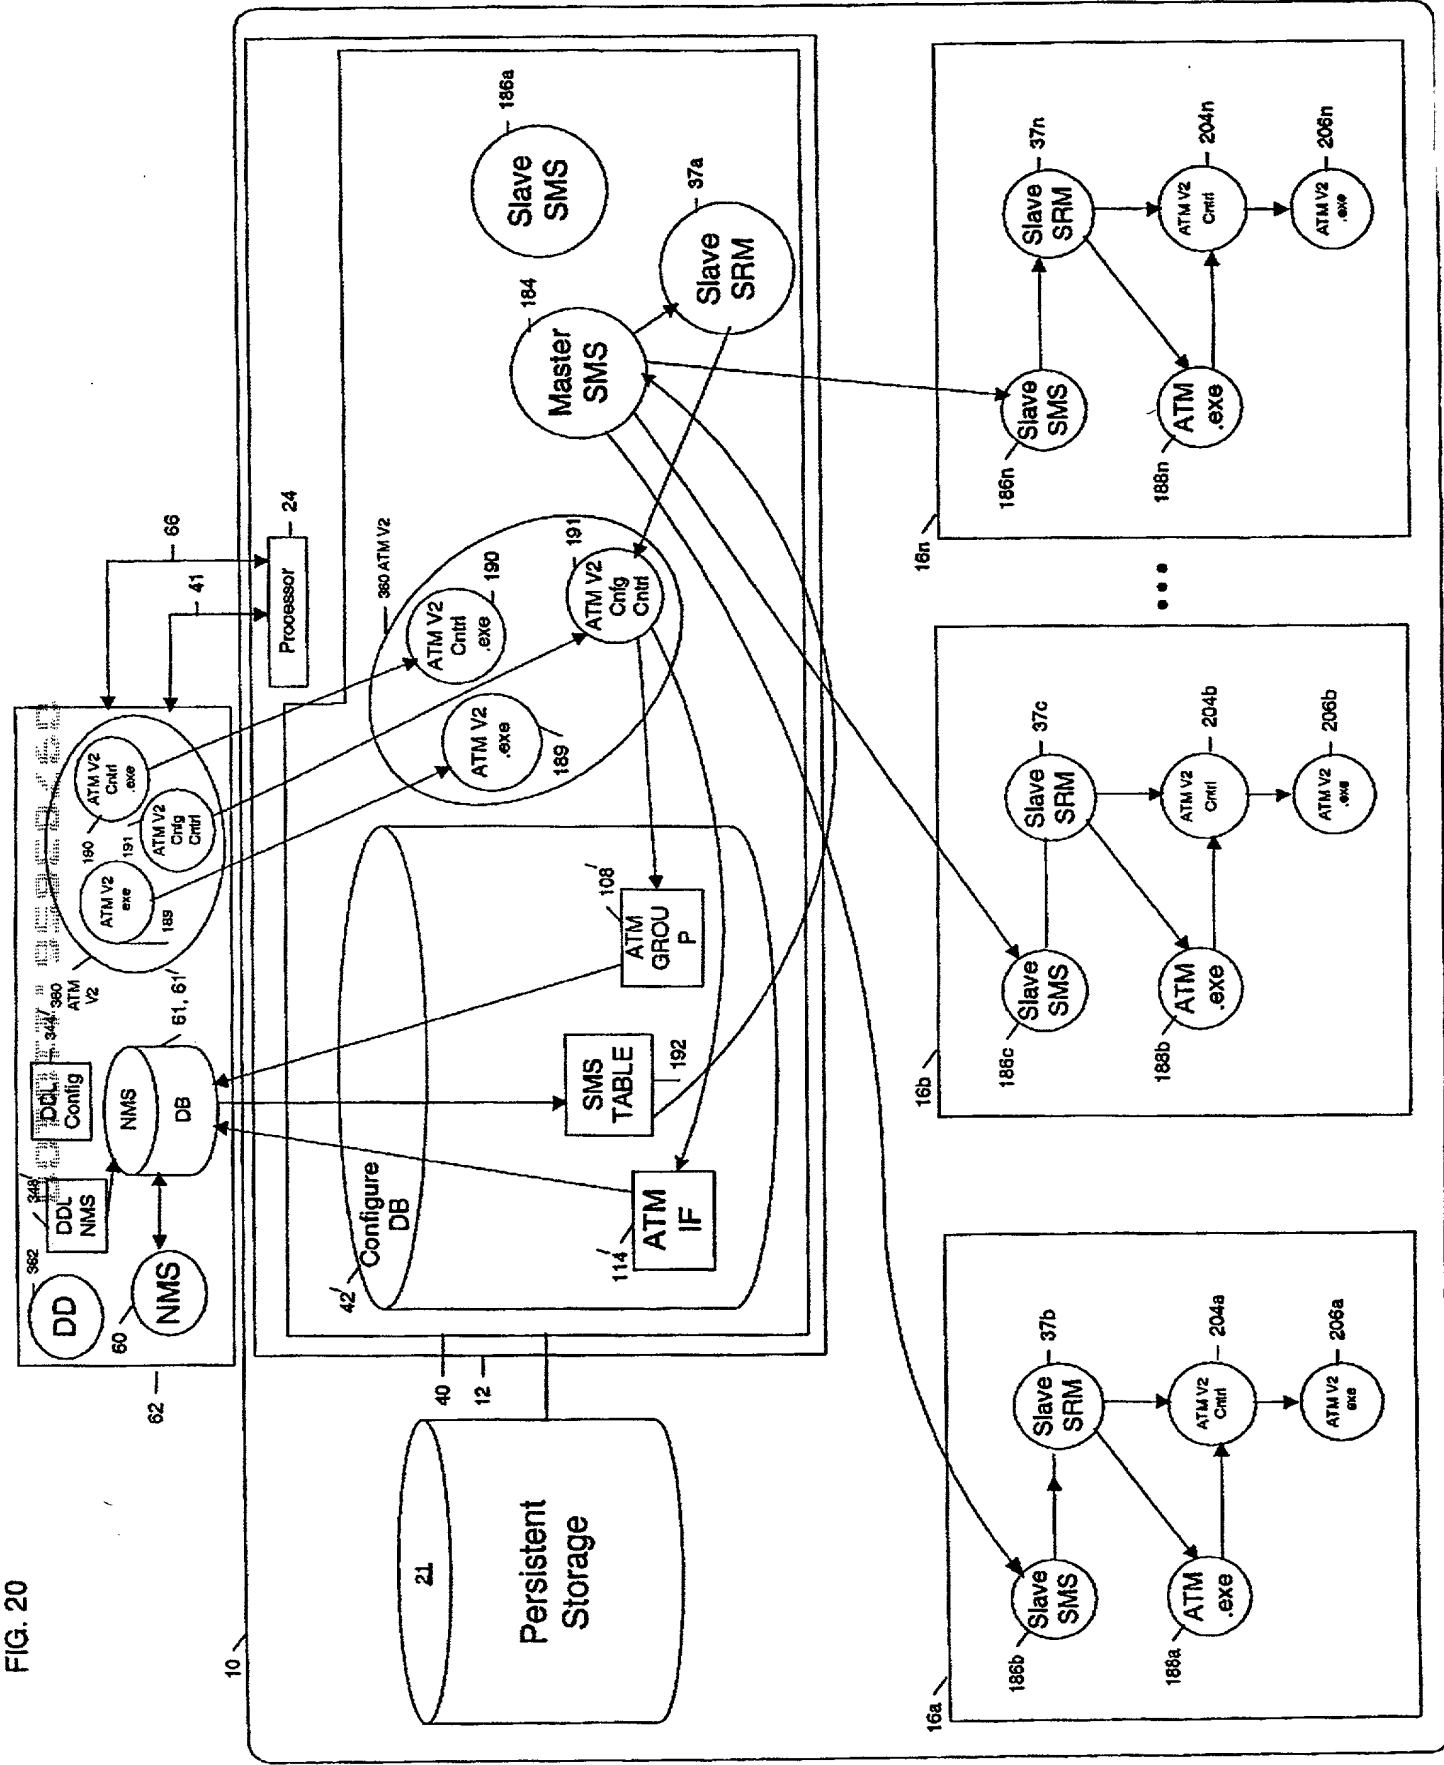 FIG. 20
62
DD
362
348'
DDL
NMS
60
NMS
DDL
Config
344'
NMS
DB
61, 61'
360
ATM
V2
ATM V2
exe
189
190
ATM V2
Cntrl
.exe
191
ATM V2
Cnfg
Cntrl
66
41
24
Processor
10
21
Persistent
Storage
40
12
42'
Configure
DB
114'
ATM
IF
SMS
TABLE
192
108'
ATM
GROU
P
360 ATM V2
ATM V2
.exe
189
ATM V2
Cntrl
.exe
190
191
ATM V2
Cnfg
Cntrl
184
Master
SMS
186a
Slave
SMS
37a
Slave
SRM
16a
186b
Slave
SMS
37b
Slave
SRM
188a
ATM
.exe
204a
ATM V2
Cntrl
206a
ATM V2
exe
16b
186c
Slave
SMS
37c
Slave
SRM
188b
ATM
.exe
204b
ATM V2
Cntrl
206b
ATM V2
.exe
16n
186n
Slave
SMS
37n
Slave
SRM
188n
ATM
.exe
204n
ATM V2
Cntrl
206n
ATM V2
.exe